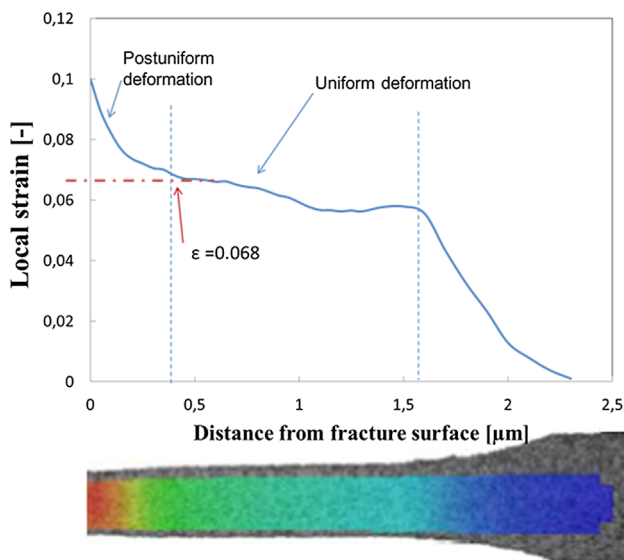 0,12
0,1
0,08
0,06
0,04
0,02
0
Local strain [-]
Postuniform
deformation
Uniform deformation
ε =0.068
0 0,5 1 1,5 2 2,5
Distance from fracture surface [µm]